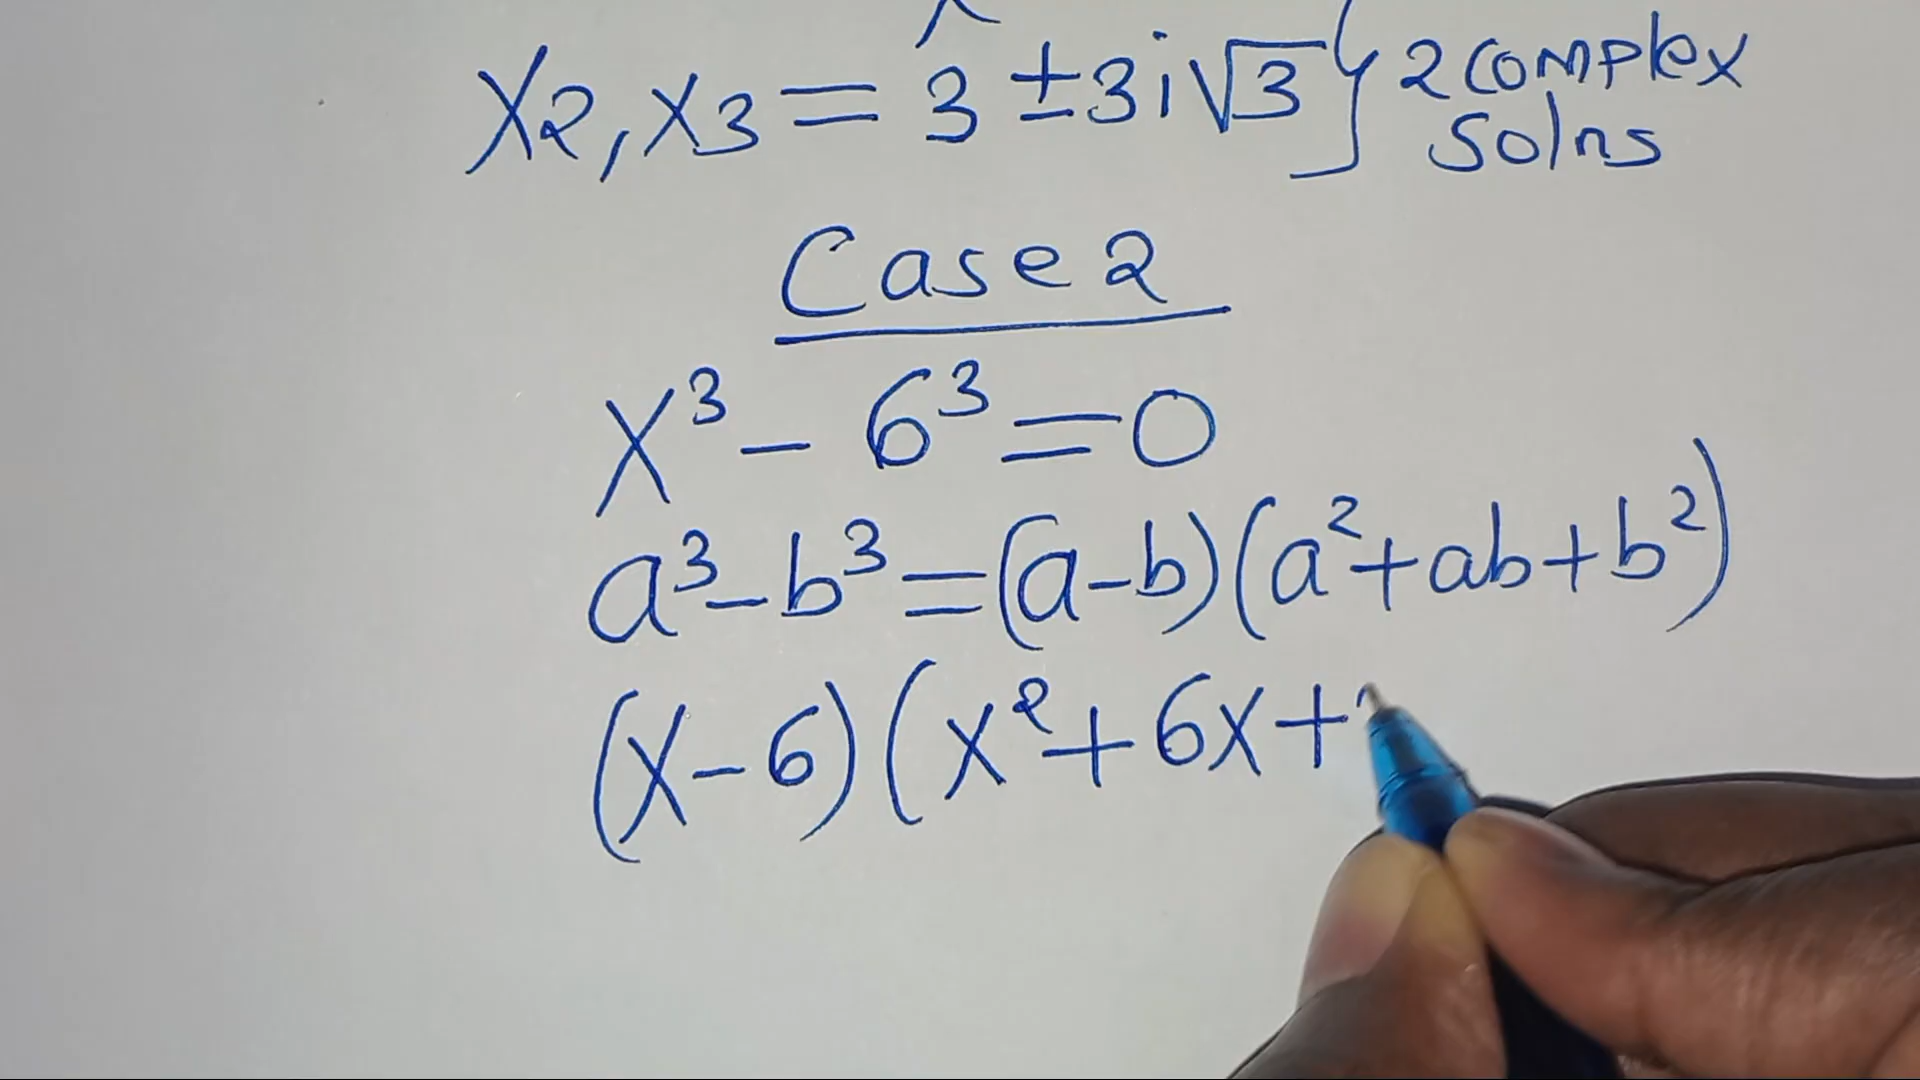 x2, x3 = 3 ± 3i√3 } 2 complex
solns
Case 2
x³ - 6³ = 0
a³ - b³ = (a - b)(a² + ab + b²)
(x - 6)(x² + 6x +